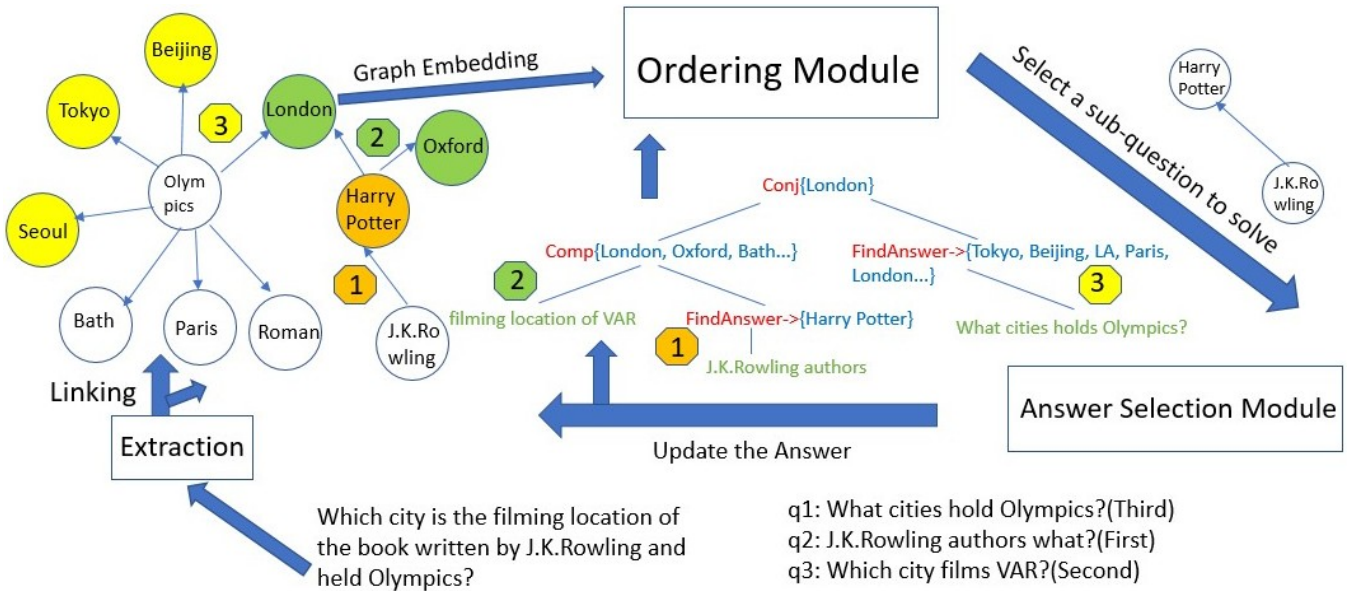 Beijing
Tokyo
3
London
Graph Embedding
2
Oxford
Olym
pics
Harry
Potter
Seoul
1
Bath
Paris
Roman
J.K.Ro
wling
Linking
Extraction
Ordering Module
Select a sub-question to solve
Harry
Potter
J.K.Ro
wling
Conj{London}
Comp{London, Oxford, Bath...}
FindAnswer->{Tokyo, Beijing, LA, Paris,
London...}
2
3
filming location of VAR
FindAnswer->{Harry Potter}
What cities holds Olympics?
1
J.K.Rowling authors
Answer Selection Module
Update the Answer
Which city is the filming location of
the book written by J.K.Rowling and
held Olympics?
q1: What cities hold Olympics?(Third)
q2: J.K.Rowling authors what?(First)
q3: Which city films VAR?(Second)